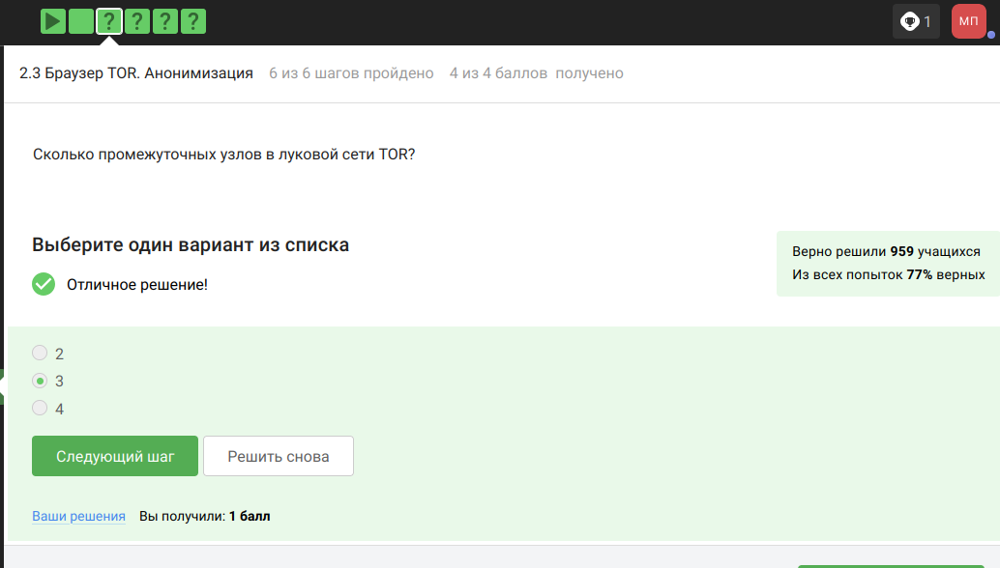 ? ? ? ?
1
МП
2.3 Браузер TOR. Анонимизация 6 из 6 шагов пройдено 4 из 4 баллов получено
Сколько промежуточных узлов в луковой сети TOR?
Выберите один вариант из списка
Верно решили 959 учащихся
Из всех попыток 77% верных
Отличное решение!
2
3
4
Следующий шаг Решить снова
Ваши решения Вы получили: 1 балл